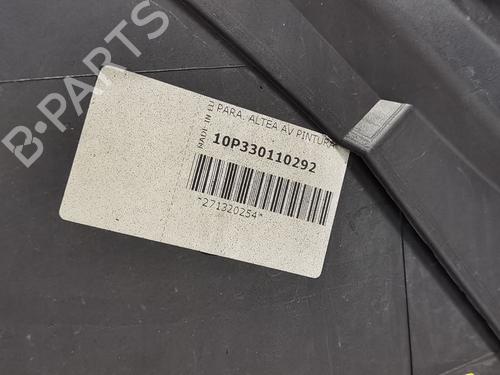 B-PARTS
PARA. ALTEA AV PINTURA
MADE IN EU
10P330110292
*271320254*